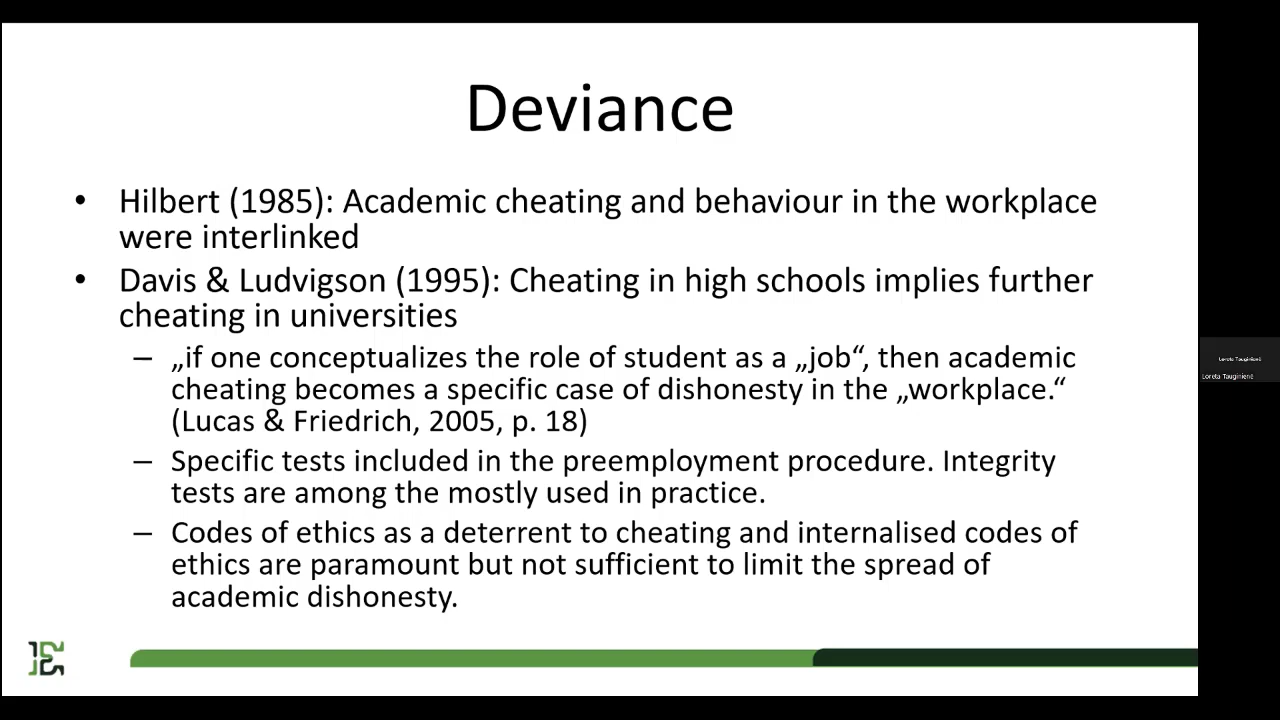 Deviance
• Hilbert (1985): Academic cheating and behaviour in the workplace
were interlinked
• Davis & Ludvigson (1995): Cheating in high schools implies further
cheating in universities
– „if one conceptualizes the role of student as a „job“, then academic
cheating becomes a specific case of dishonesty in the „workplace.“
(Lucas & Friedrich, 2005, p. 18)
– Specific tests included in the preemployment procedure. Integrity
tests are among the mostly used in practice.
– Codes of ethics as a deterrent to cheating and internalised codes of
ethics are paramount but not sufficient to limit the spread of
academic dishonesty.
Loreta Tauginienė
Loreta Tauginienė